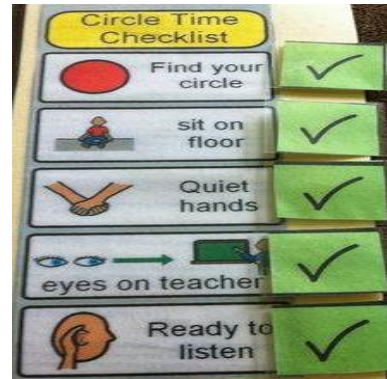 Circle Time
Checklist
Find your
circle
sit on
floor
Quiet
hands
eyes on teacher
Ready to
listen